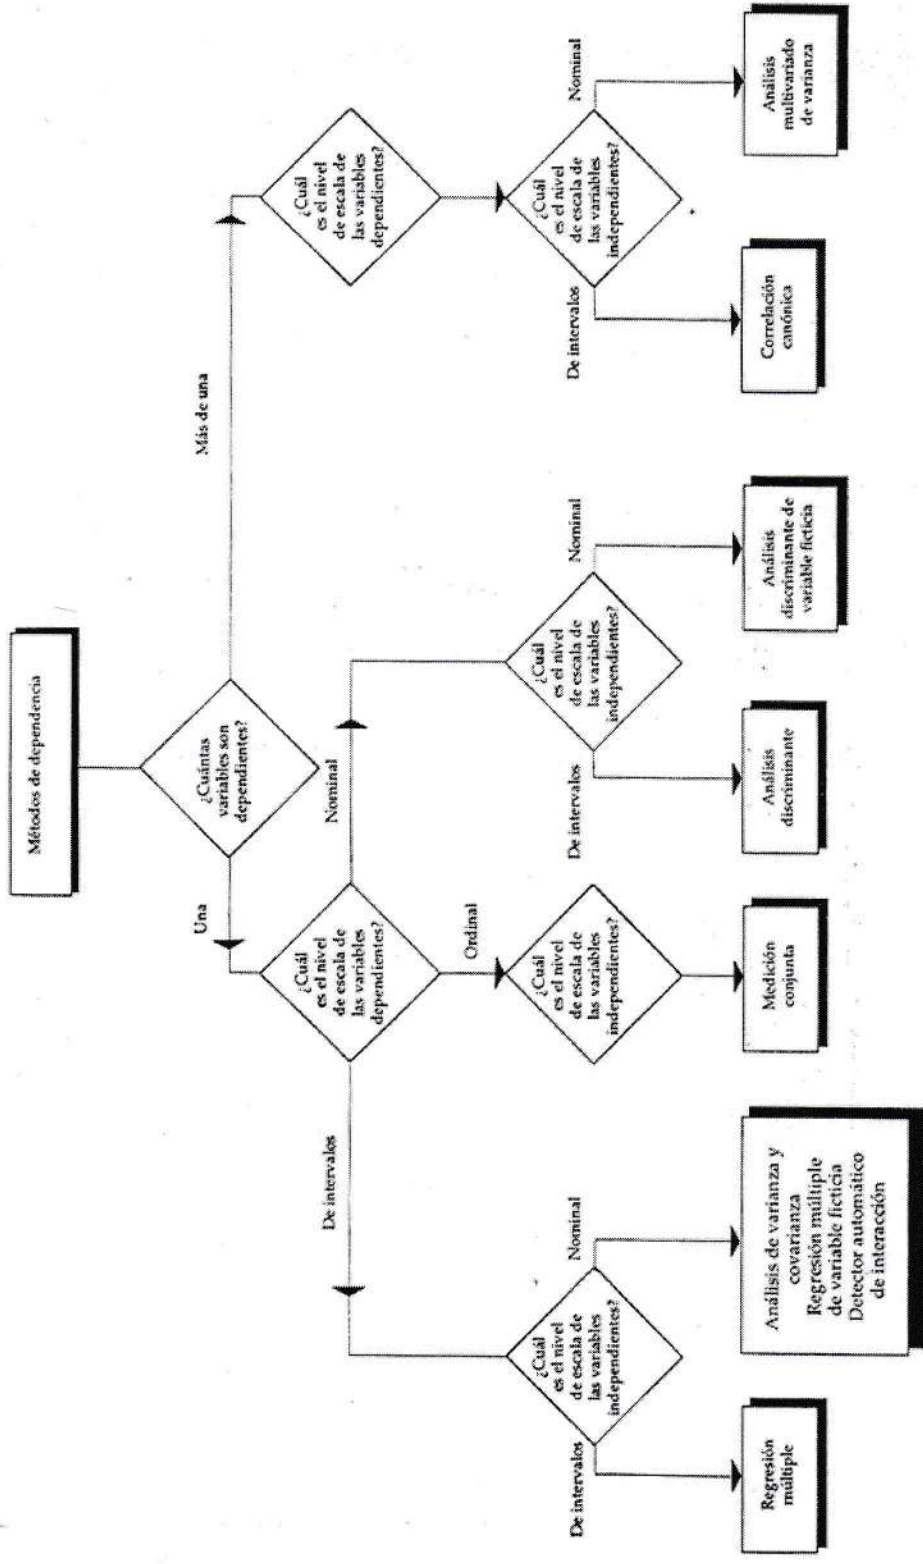 Métodos de dependencia
¿Cuántas
variables son
dependientes?
Una
Más de una
¿Cuál
es el nivel
de escala de
las variables
dependientes?
¿Cuál
es el nivel
de escala de
las variables
dependientes?
De intervalos
Ordinal
Nominal
¿Cuál
es el nivel
de escala de
las variables
independientes?
¿Cuál
es el nivel
de escala de
las variables
independientes?
¿Cuál
es el nivel
de escala de
las variables
independientes?
¿Cuál
es el nivel
de escala de
las variables
independientes?
De intervalos
Nominal
De intervalos
Nominal
De intervalos
Nominal
Regresión
múltiple
Análisis de varianza y
covarianza
Regresión múltiple
de variable ficticia
Detector automático
de interacción
Medición
conjunta
Análisis
discriminante
Análisis
discriminante de
variable ficticia
Correlación
canónica
Análisis
multivariado
de varianza